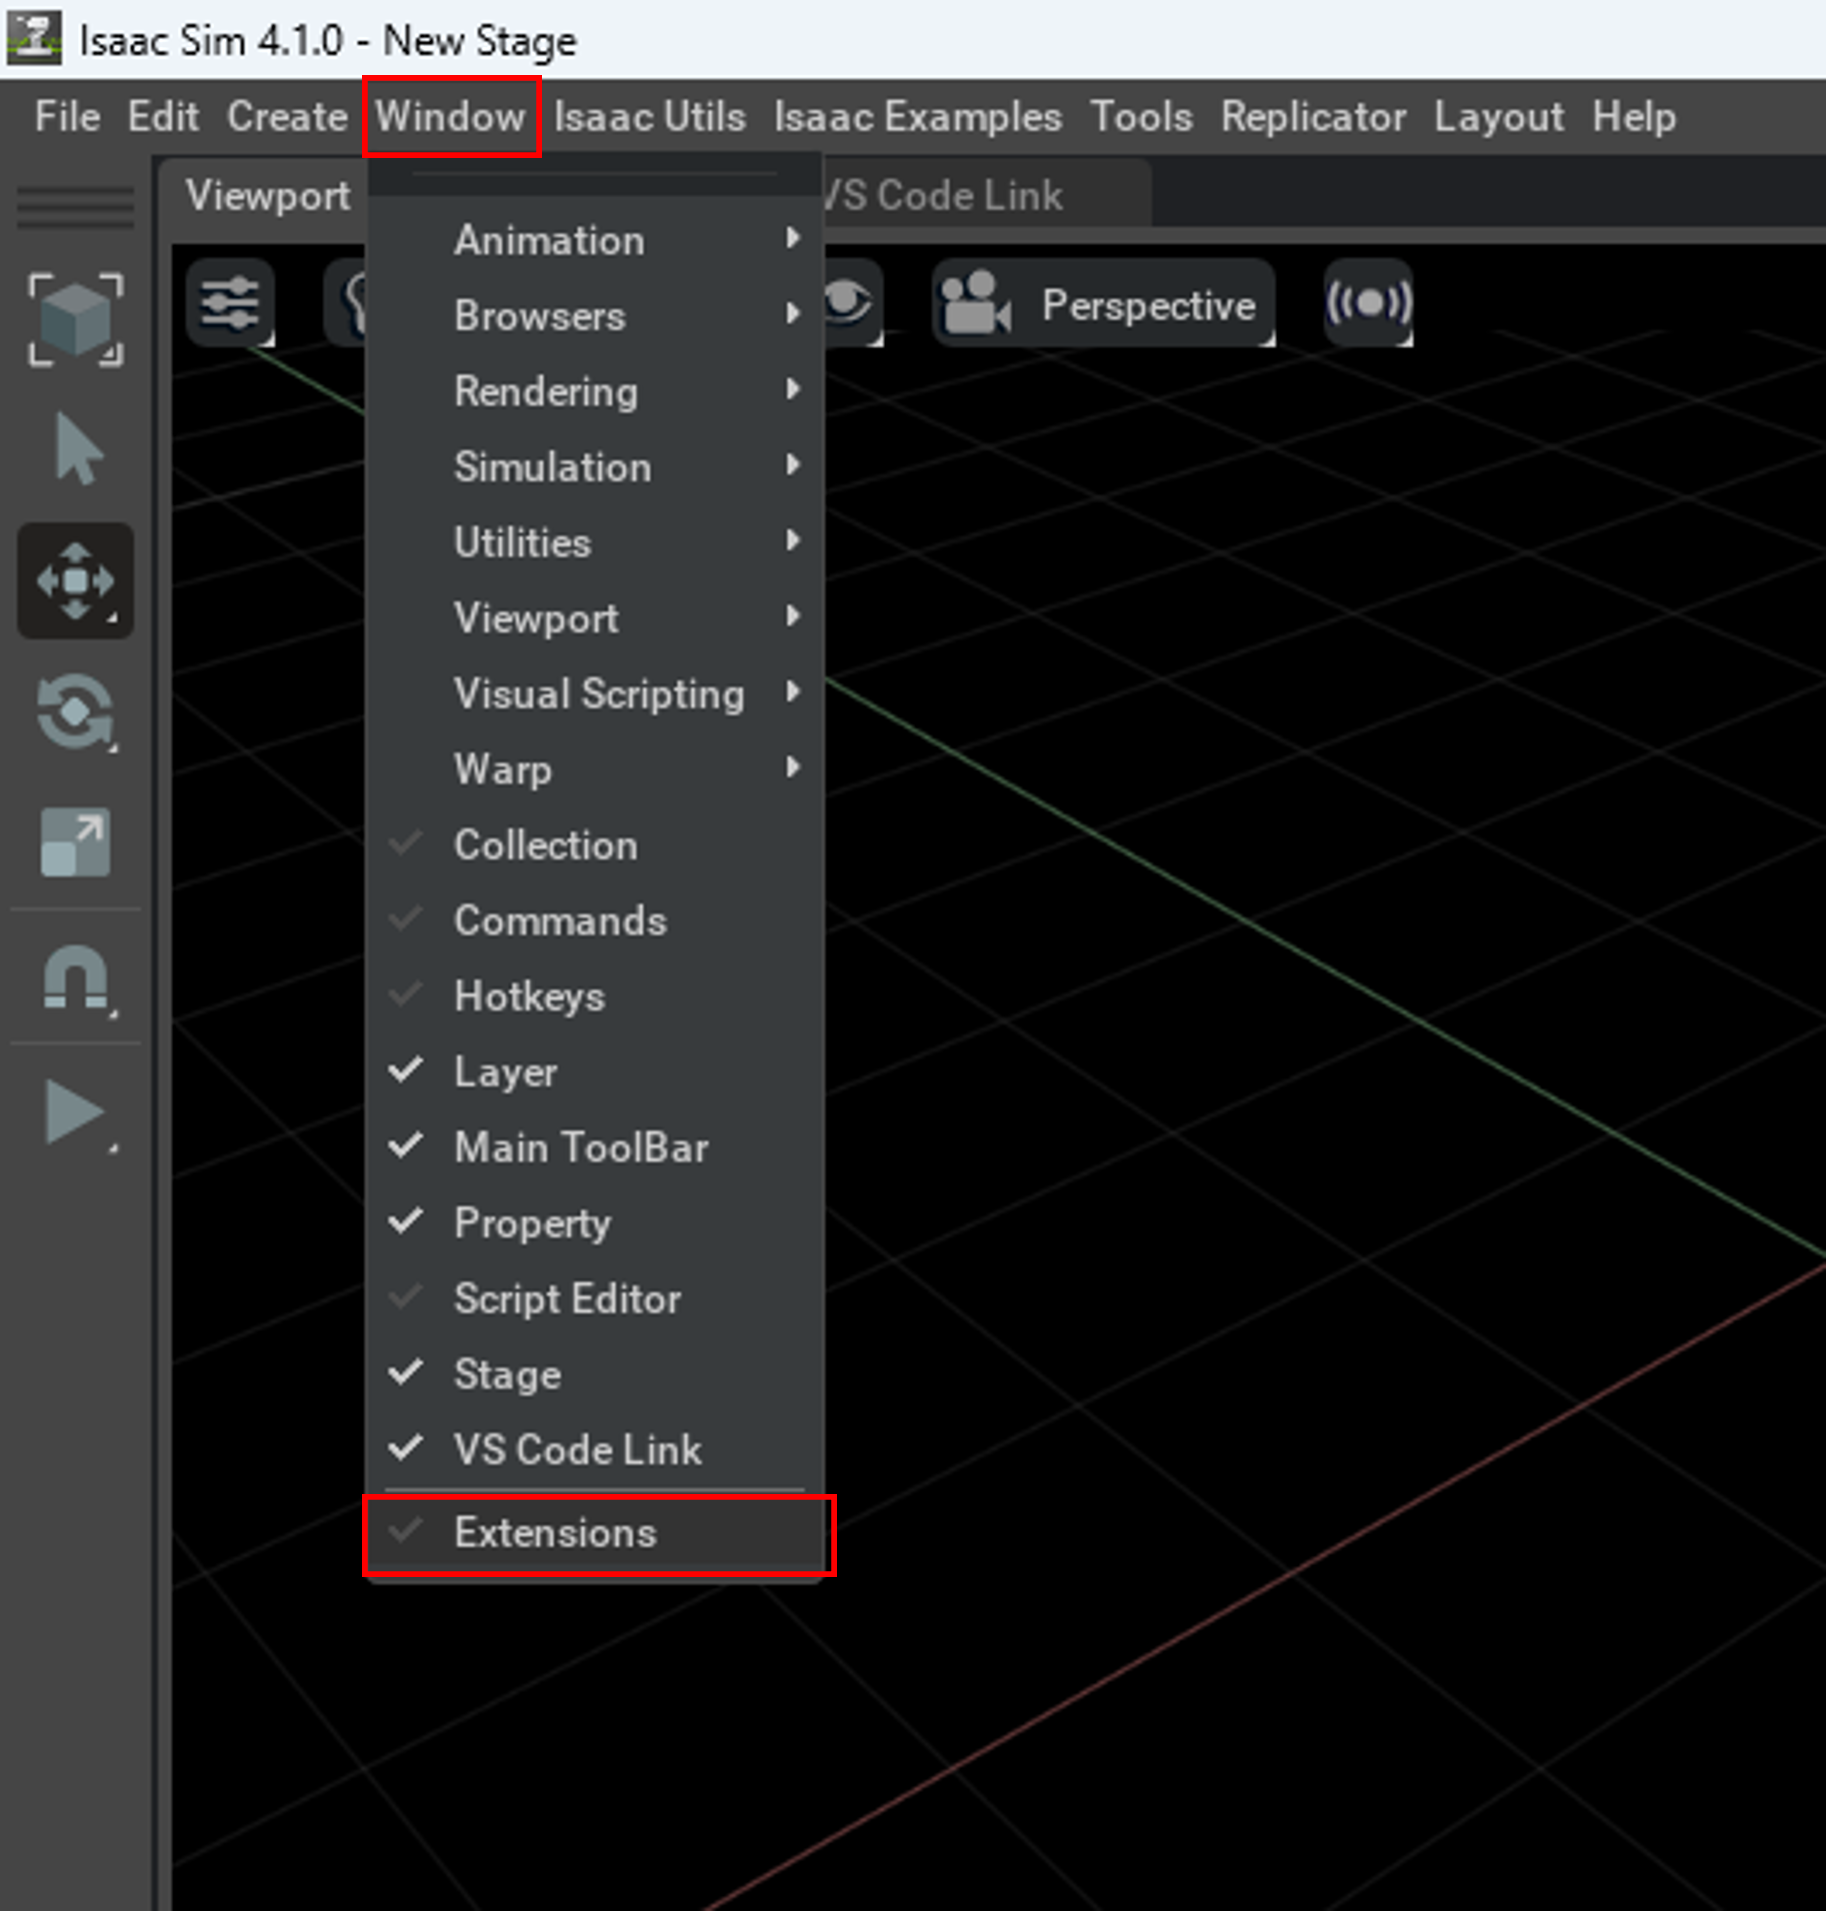 Isaac Sim 4.1.0 - New Stage
File Edit Create Window Isaac Utils Isaac Examples Tools Replicator Layout Help
Viewport VS Code Link
Perspective
Animation
Browsers
Rendering
Simulation
Utilities
Viewport
Visual Scripting
Warp
Collection
Commands
Hotkeys
Layer
Main ToolBar
Property
Script Editor
Stage
VS Code Link
Extensions